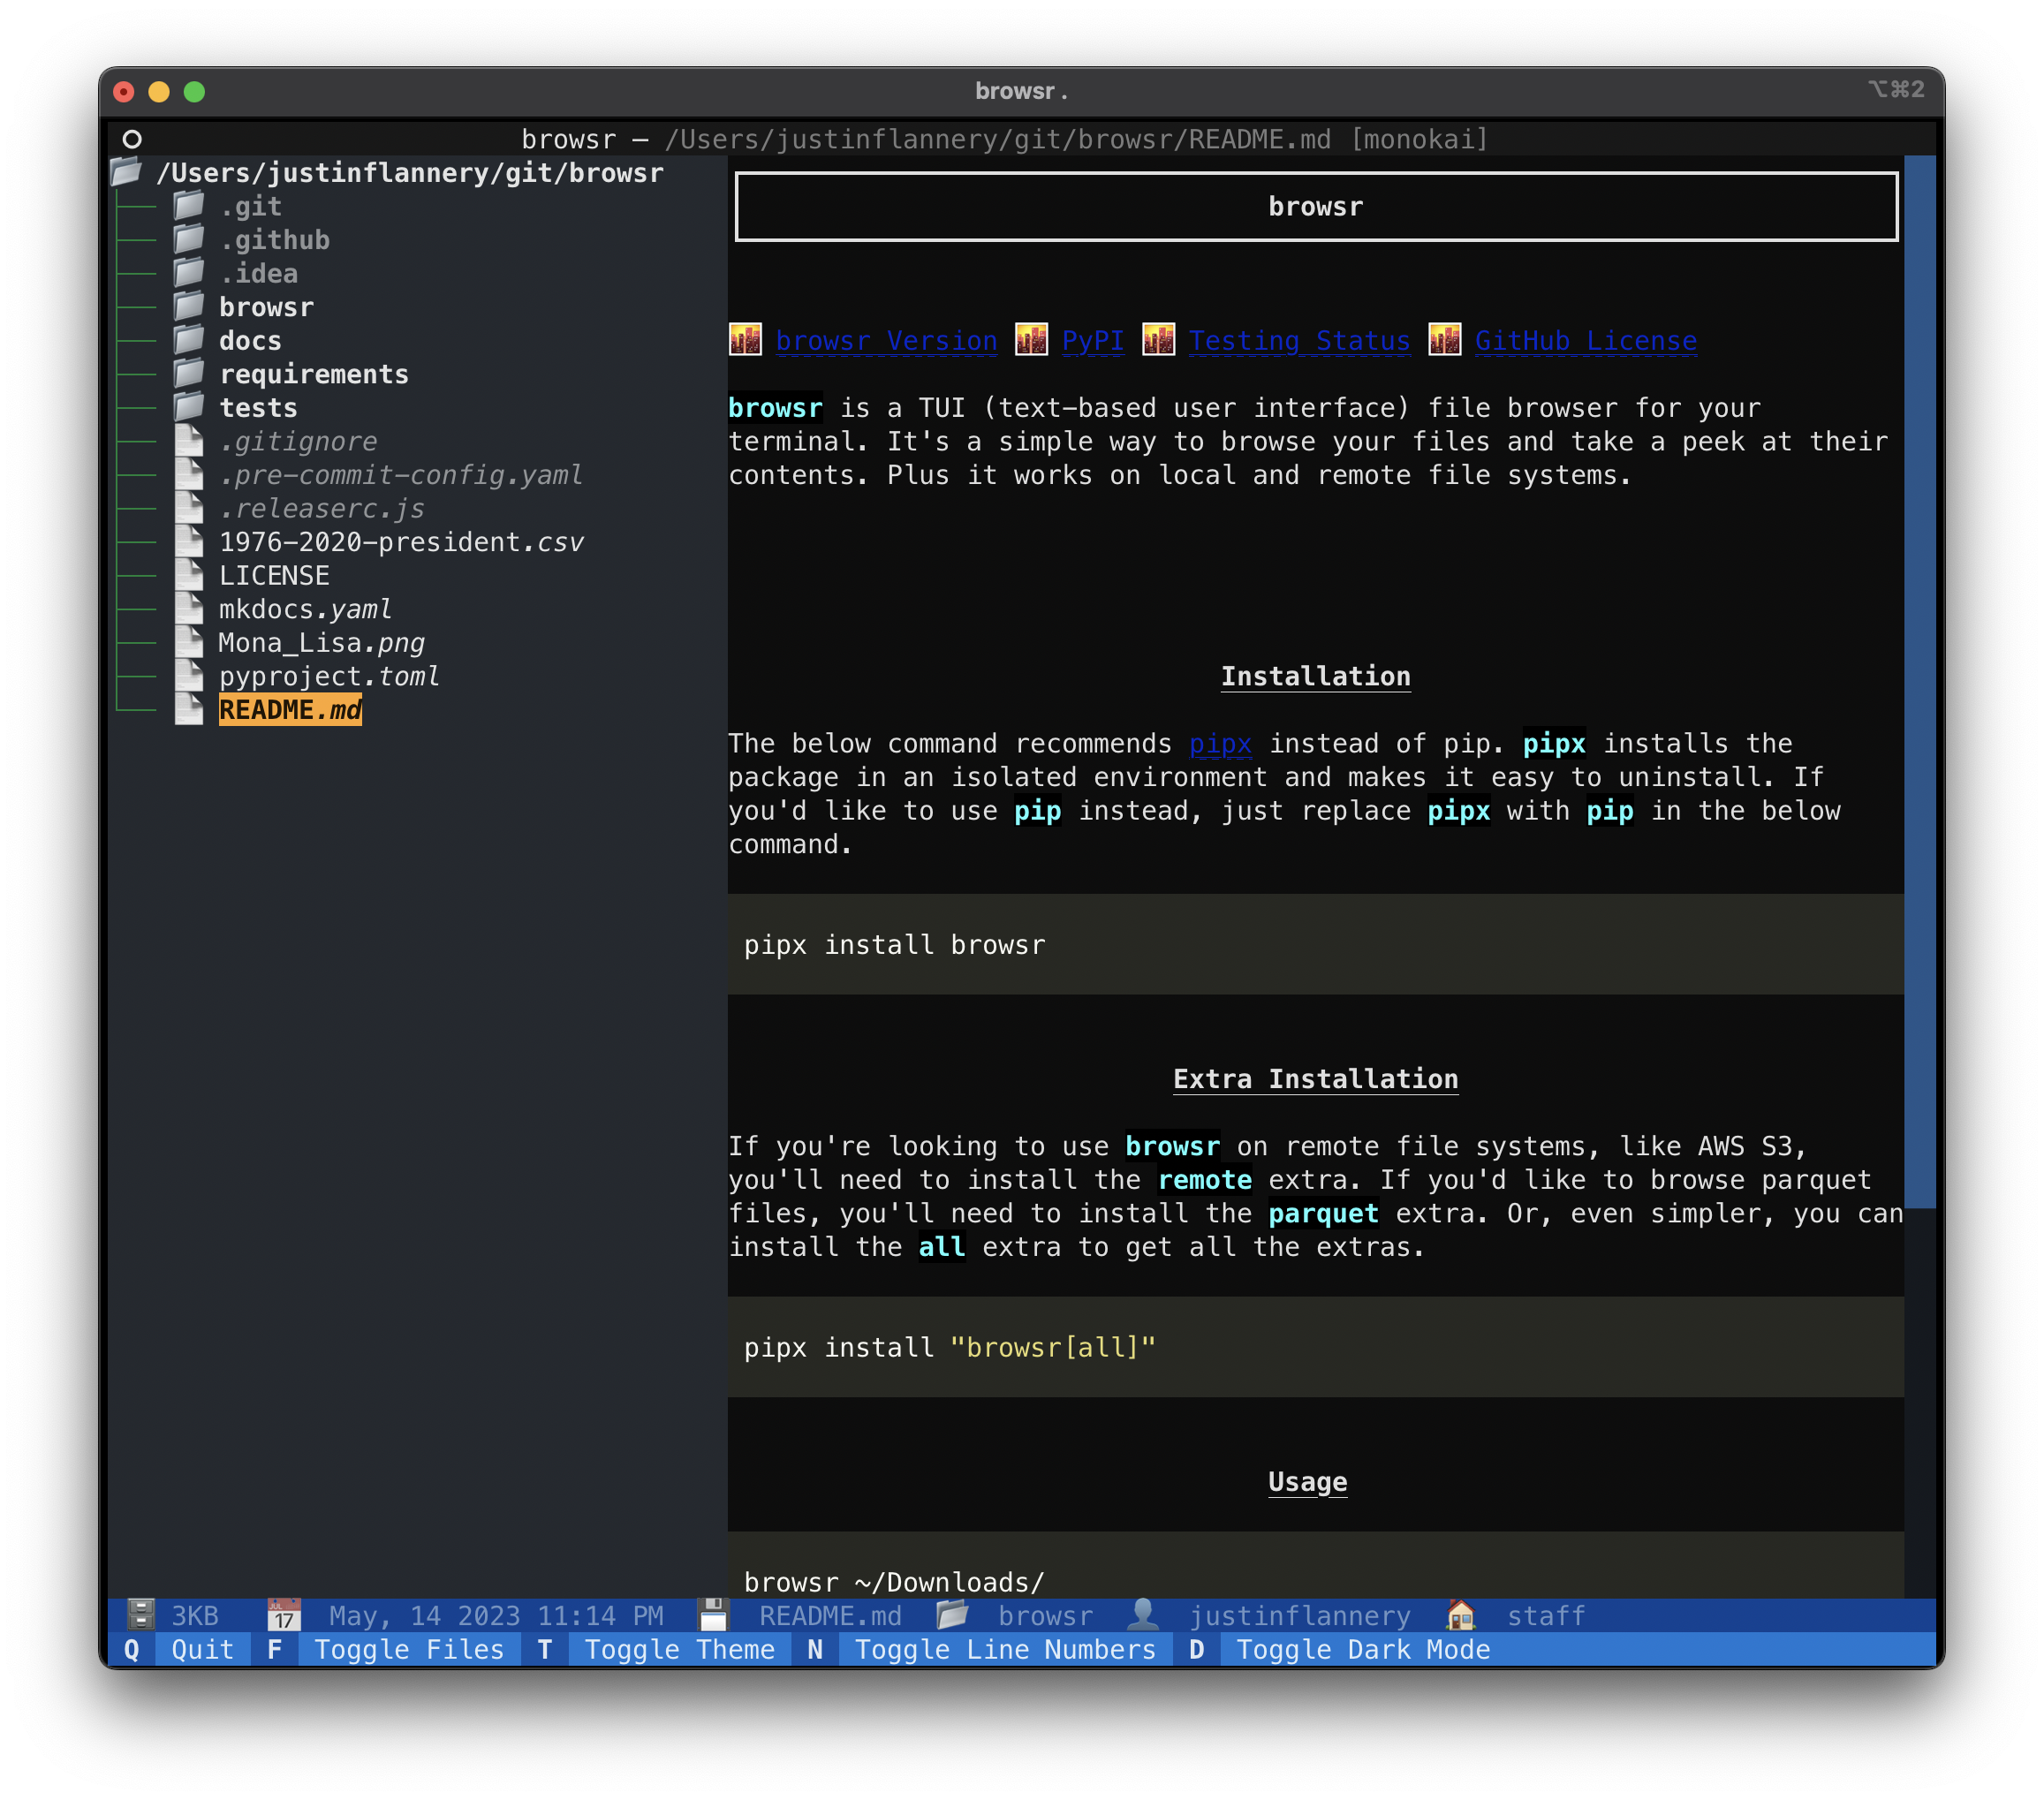 browsr .
⌥⌘2
browsr — /Users/justinflannery/git/browsr/README.md [monokai]
/Users/justinflannery/git/browsr
.git
.github
.idea
browsr
docs
requirements
tests
.gitignore
.pre-commit-config.yaml
.releaserc.js
1976-2020-president.csv
LICENSE
mkdocs.yaml
Mona_Lisa.png
pyproject.toml
README.md
browsr
browsr Version PyPI Testing Status GitHub License
browsr is a TUI (text-based user interface) file browser for your
terminal. It's a simple way to browse your files and take a peek at their
contents. Plus it works on local and remote file systems.
Installation
The below command recommends pipx instead of pip. pipx installs the
package in an isolated environment and makes it easy to uninstall. If
you'd like to use pip instead, just replace pipx with pip in the below
command.
pipx install browsr
Extra Installation
If you're looking to use browsr on remote file systems, like AWS S3,
you'll need to install the remote extra. If you'd like to browse parquet
files, you'll need to install the parquet extra. Or, even simpler, you can
install the all extra to get all the extras.
pipx install "browsr[all]"
Usage
browsr ~/Downloads/
3KB JUL 17 May, 14 2023 11:14 PM README.md browsr justinflannery staff
Q Quit F Toggle Files T Toggle Theme N Toggle Line Numbers D Toggle Dark Mode